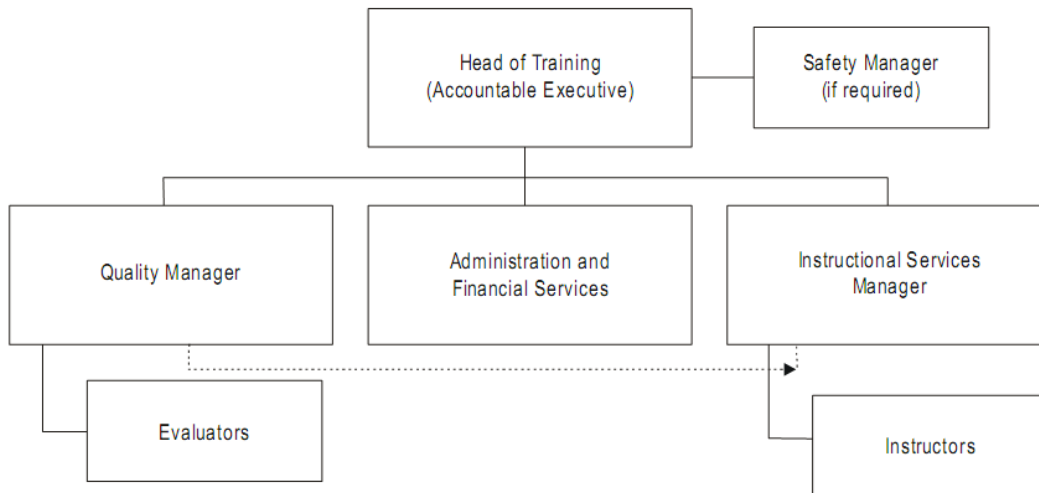 Head of Training
(Accountable Executive)
Safety Manager
(if required)
Quality Manager
Administration and
Financial Services
Instructional Services
Manager
Evaluators
Instructors